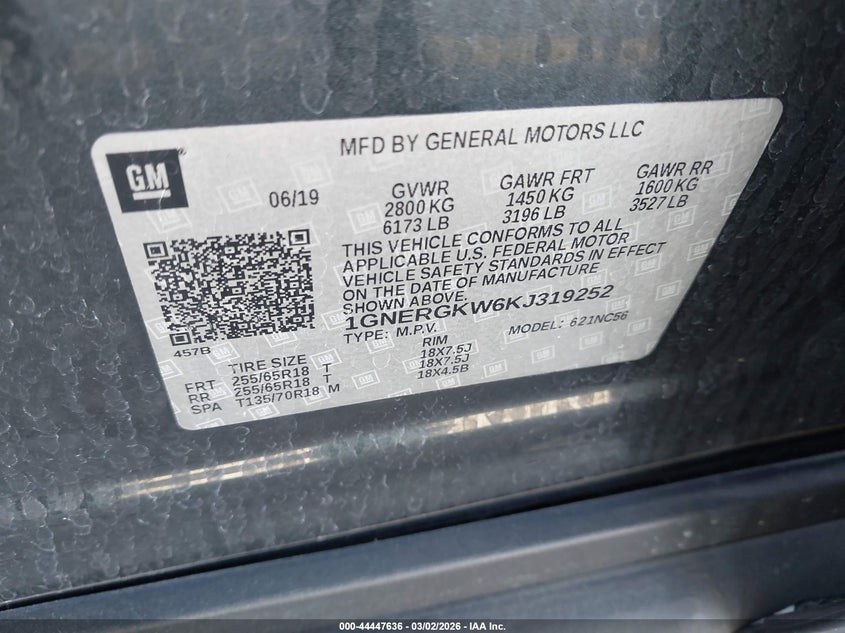 MFD BY GENERAL MOTORS LLC
GM
06/19
GVWR
2800 KG
6173 LB
GAWR FRT
1450 KG
3196 LB
GAWR RR
1600 KG
3527 LB
THIS VEHICLE CONFORMS TO ALL
APPLICABLE U.S. FEDERAL MOTOR
VEHICLE SAFETY STANDARDS IN EFFECT
ON THE DATE OF MANUFACTURE
SHOWN ABOVE.
1GNERGKW6KJ319252
TYPE: M.P.V.
MODEL: 621NC56
457B
TIRE SIZE
RIM
FRT 255/65R18 T 18X7.5J
RR 255/65R18 T 18X7.5J
SPA T135/70R18 M 18X4.5B
000-44447636 | 03/02/2026 - IAA Inc.